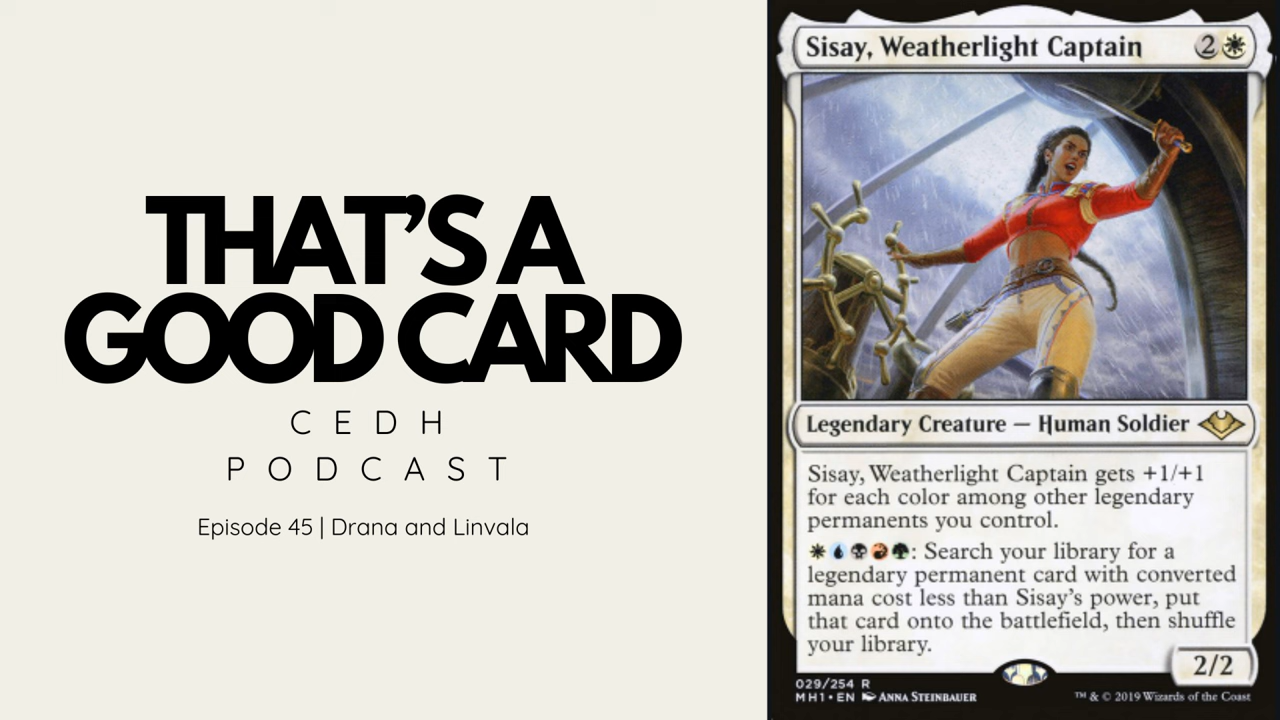 THAT'S A
GOOD CARD
CEDH
PODCAST
Episode 45 | Drana and Linvala
Sisay, Weatherlight Captain 2
Legendary Creature — Human Soldier
Sisay, Weatherlight Captain gets +1/+1
for each color among other legendary
permanents you control.
: Search your library for a
legendary permanent card with converted
mana cost less than Sisay's power, put
that card onto the battlefield, then shuffle
your library.
2/2
029/254 R
MH1 • EN ANNA STEINBAUER
™ & © 2019 Wizards of the Coast